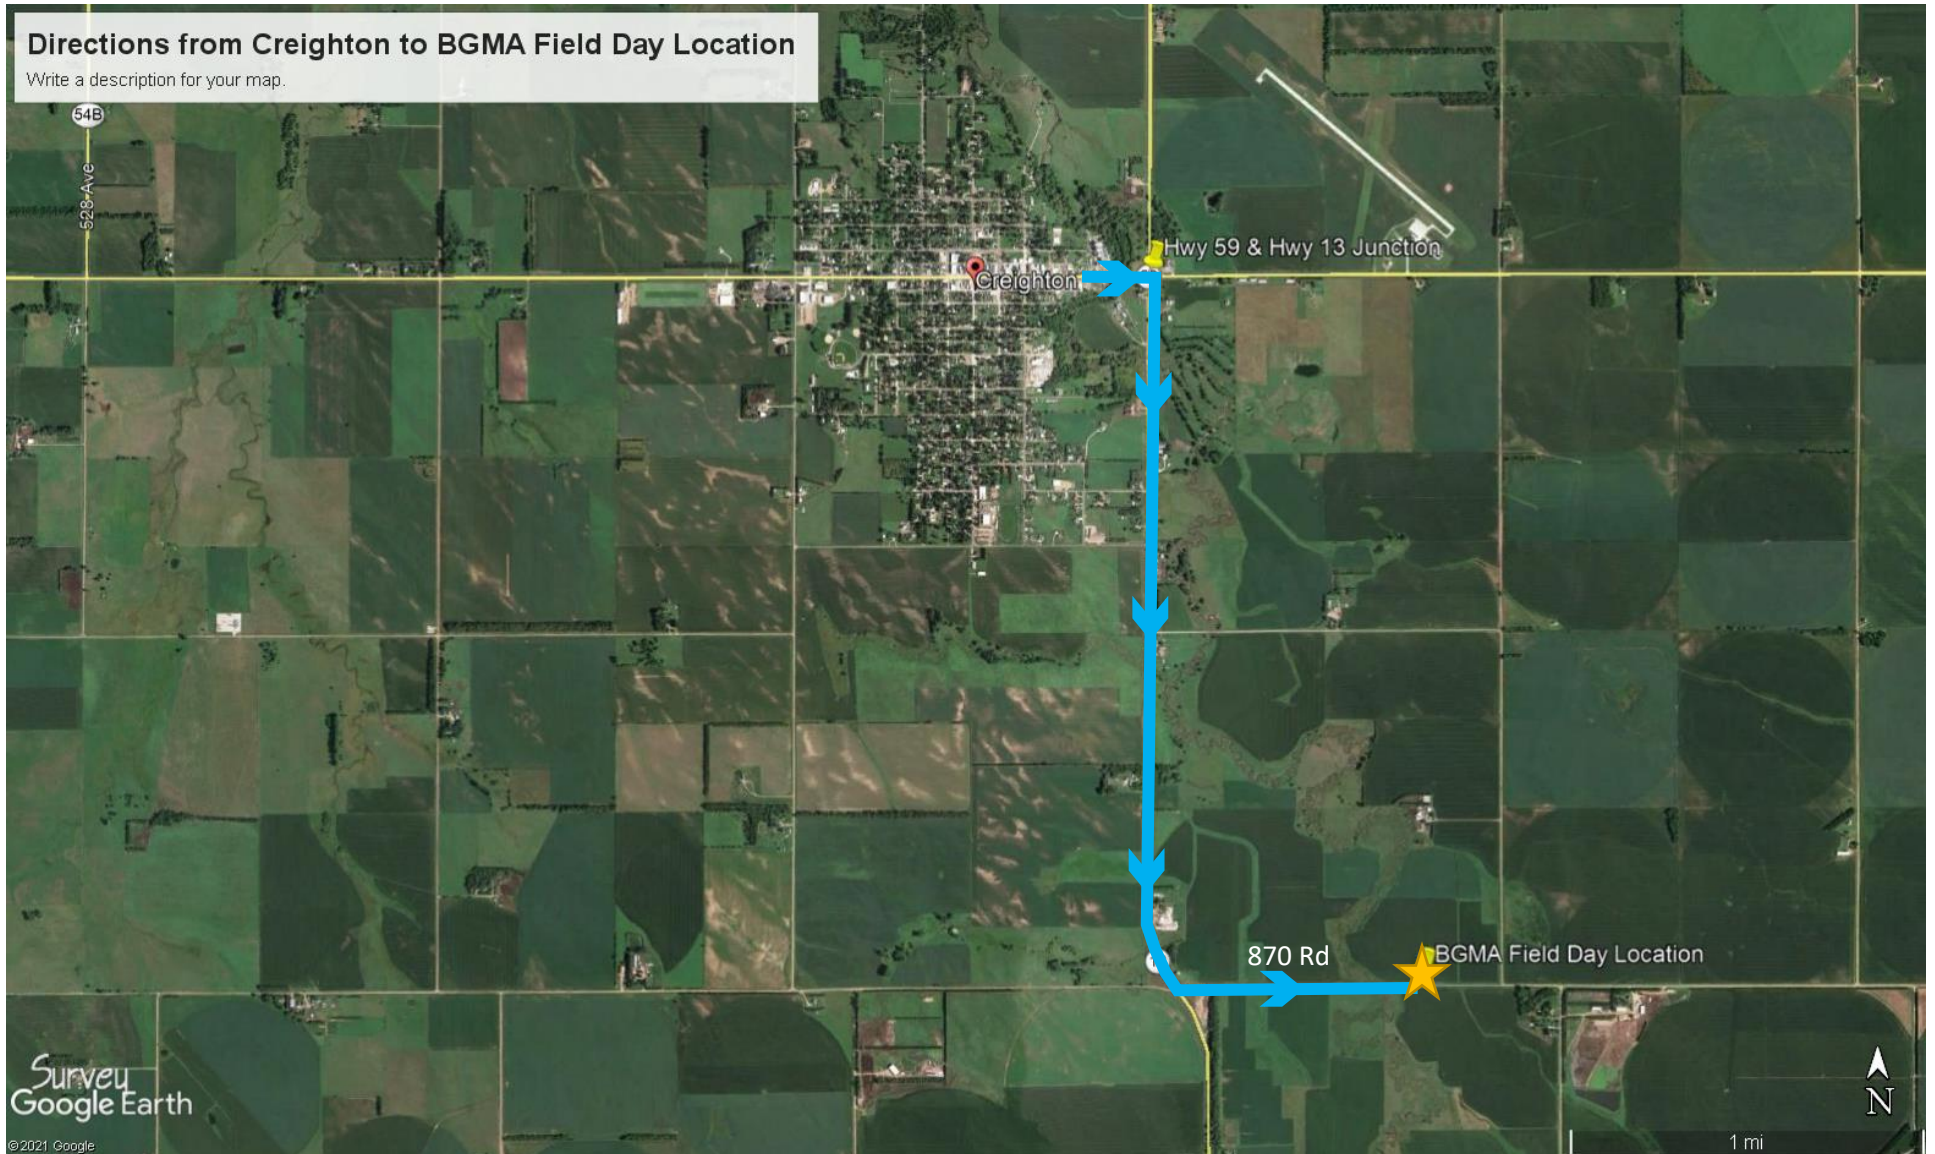 Directions from Creighton to BGMA Field Day Location
Write a description for your map.
54B
528 Ave
Hwy 59 & Hwy 13 Junction
Creighton
870 Rd
BGMA Field Day Location
Survey
Google Earth
N
©2021 Google
1 mi